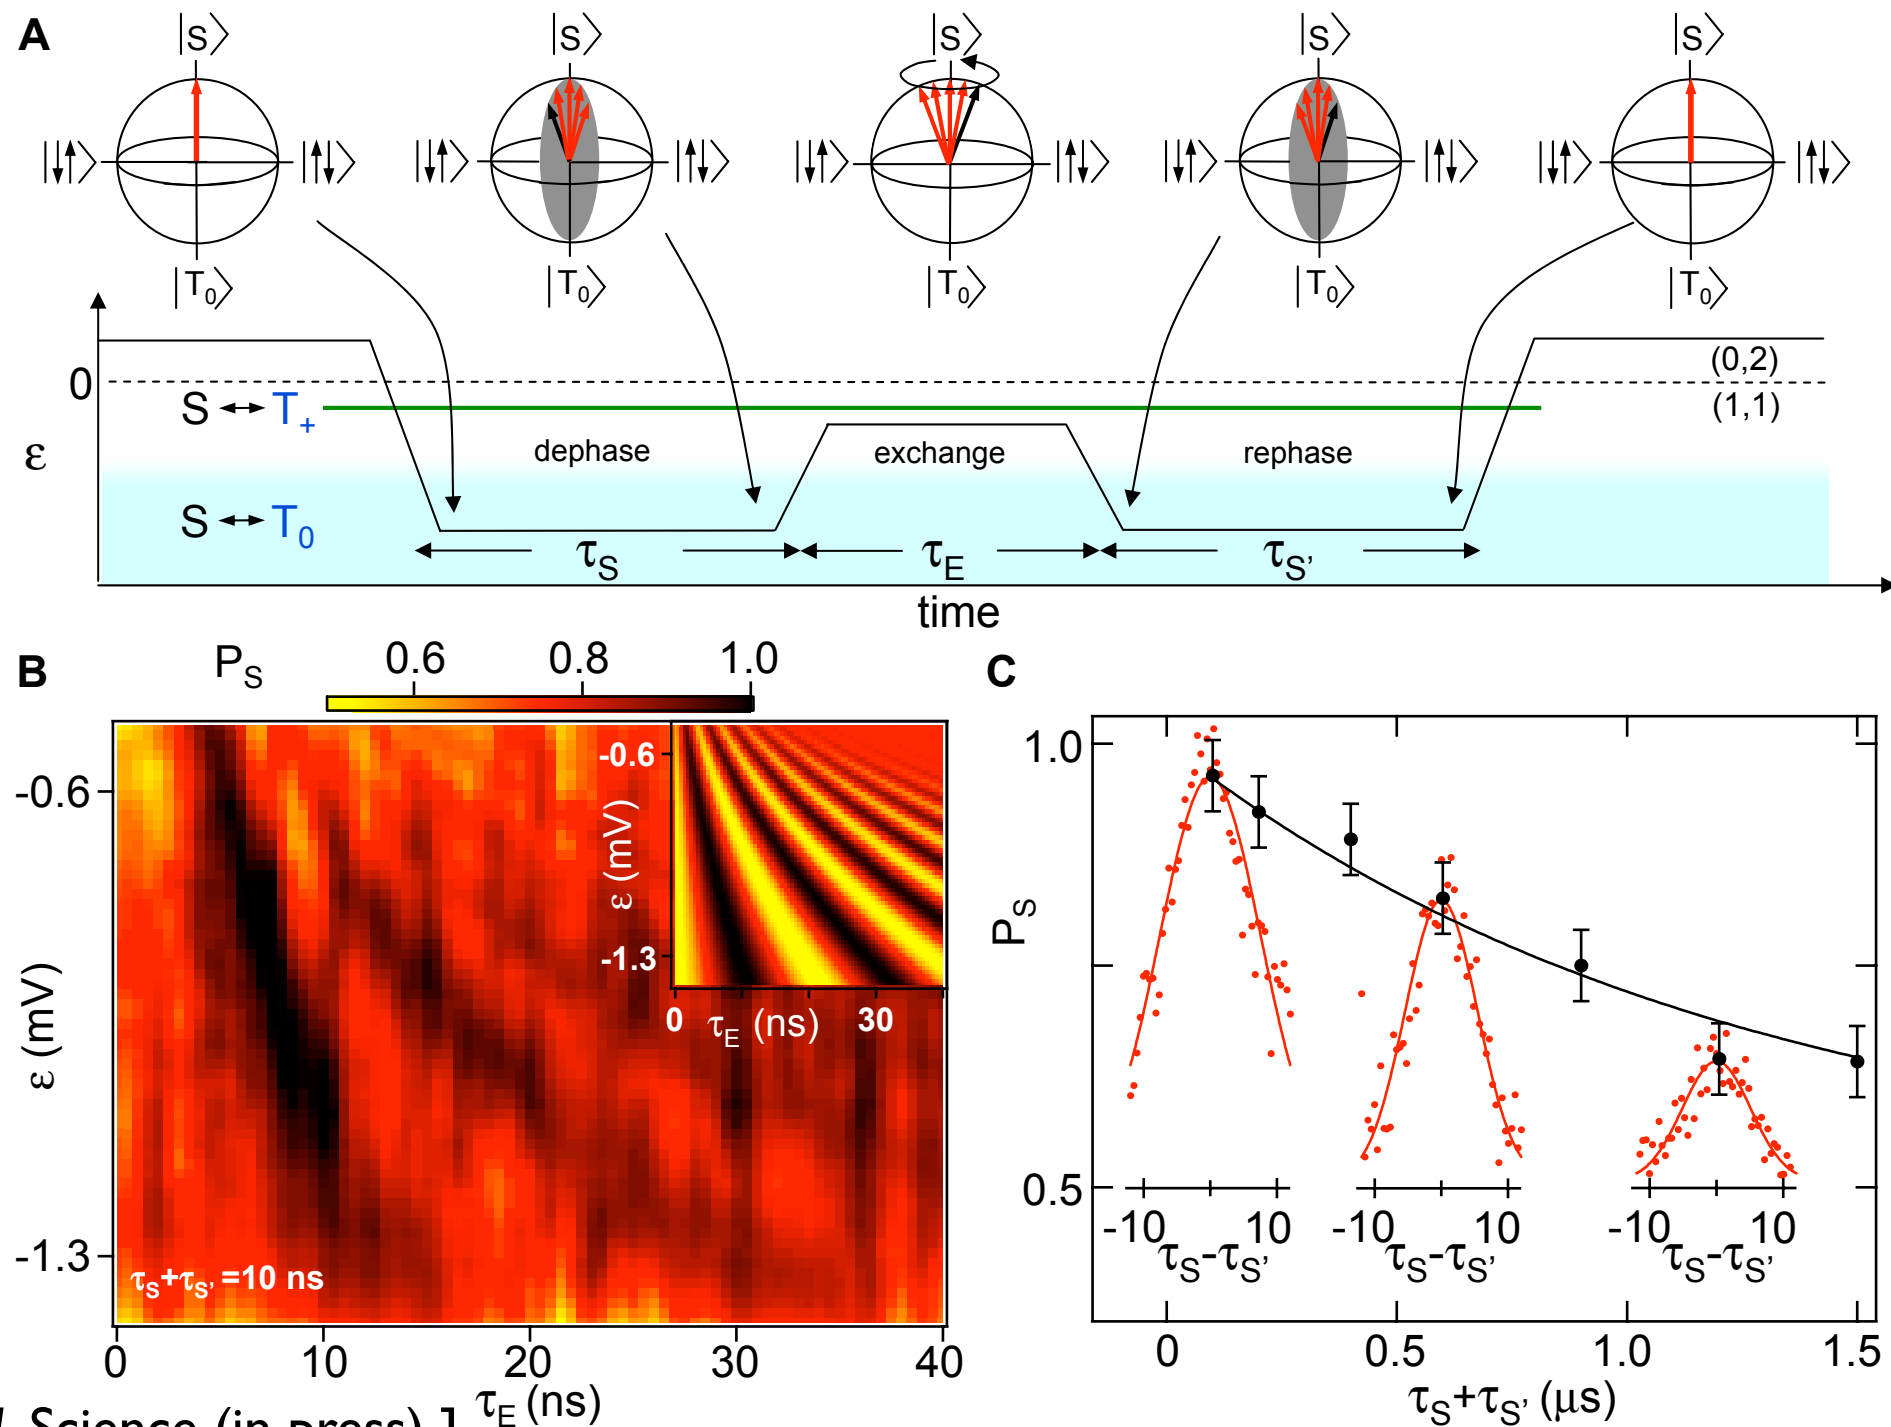 A
|S⟩ |S⟩ |S⟩ |S⟩ |S⟩
|↓↑⟩ |↑↓⟩ |↓↑⟩ |↑↓⟩ |↓↑⟩ |↑↓⟩ |↓↑⟩ |↑↓⟩ |↓↑⟩ |↑↓⟩
|T₀⟩ |T₀⟩ |T₀⟩ |T₀⟩ |T₀⟩
(0,2)
0
S ↔ T₊
(1,1)
ε
dephase exchange rephase
S ↔ T₀
τS τE τS'
time
B
PS 0.6 0.8 1.0
-0.6
-1.3
ε (mV)
-0.6
-1.3
ε (mV)
0 τE (ns) 30
τS+τS' =10 ns
0 10 20 30 40
τE (ns)
C
1.0
PS
0.5
-10 10 -10 10 -10 10
τS-τS' τS-τS' τS-τS'
0 0.5 1.0 1.5
τS+τS' (μs)
Science (in press) ]